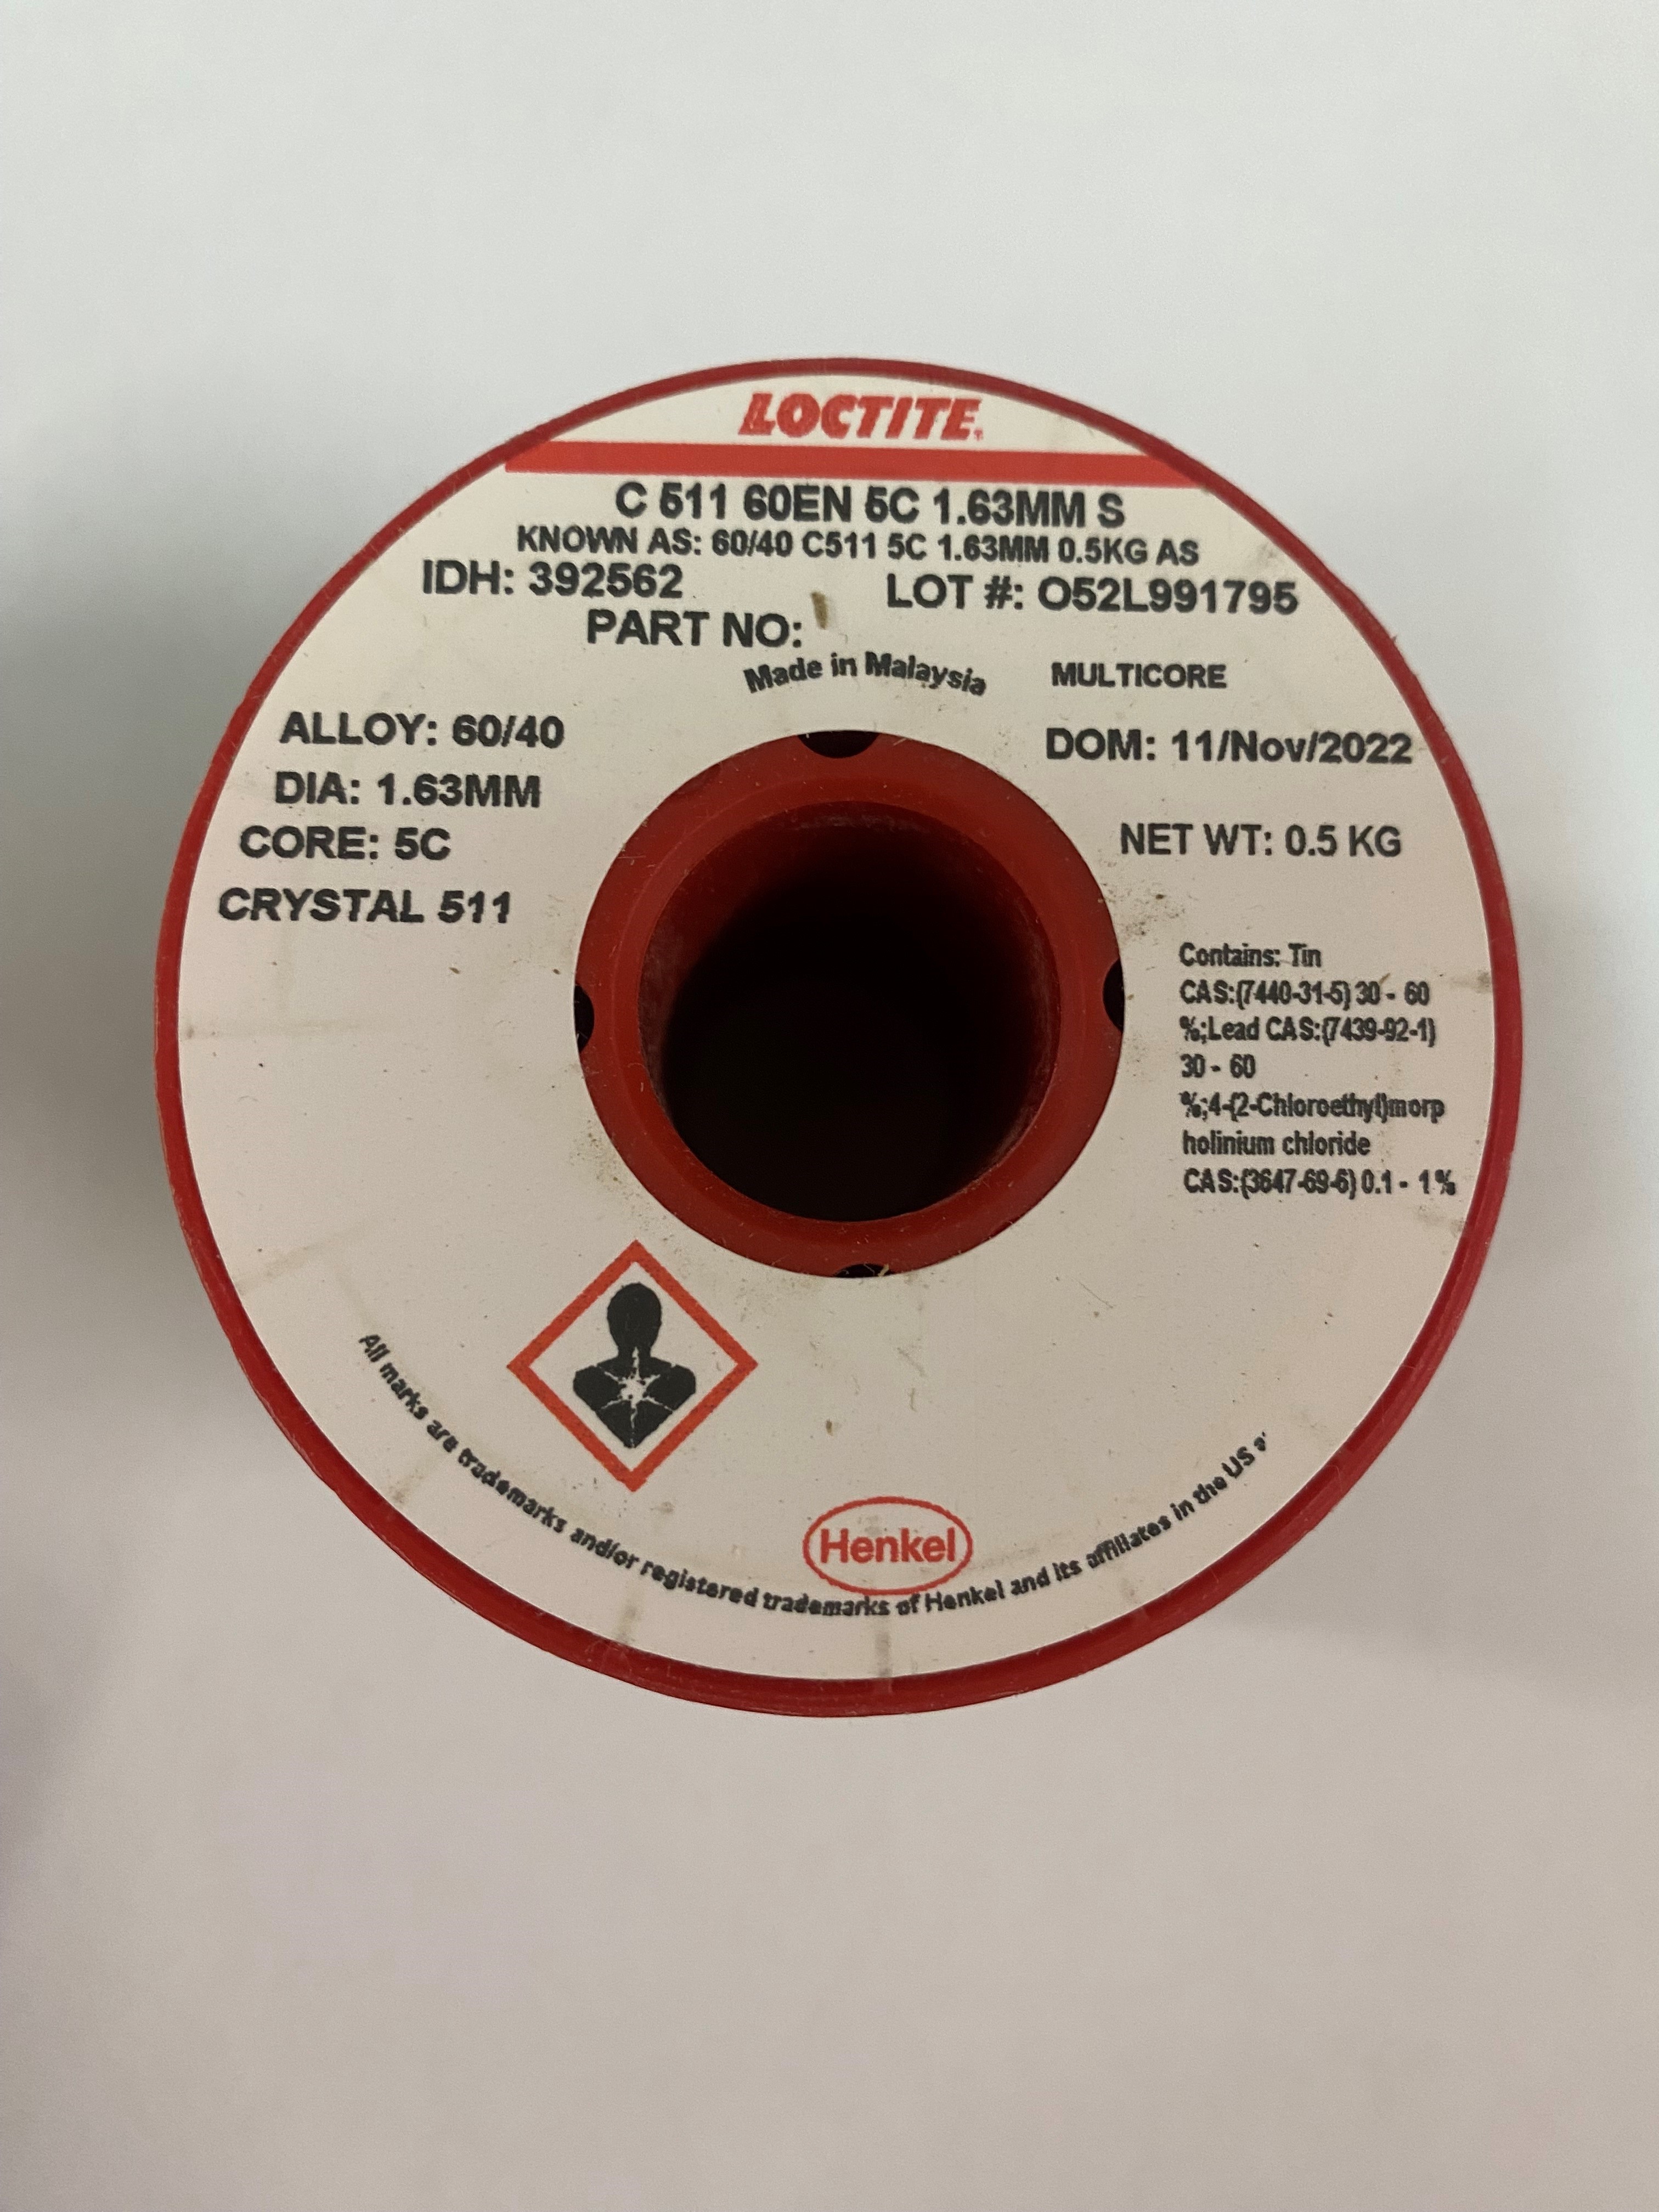 LOCTITE.
C 511 60EN 5C 1.63MM S
KNOWN AS: 60/40 C511 5C 1.63MM 0.5KG AS
IDH: 392562 LOT #: O52L991795
PART NO:
Made in Malaysia
MULTICORE
ALLOY: 60/40
DOM: 11/Nov/2022
DIA: 1.63MM
CORE: 5C
NET WT: 0.5 KG
CRYSTAL 511
Contains: Tin
CAS:(7440-31-5) 30 - 60
%;Lead CAS:(7439-92-1)
30 - 60
%;4-(2-Chloroethyl)morp
holinium chloride
CAS:(3647-69-6) 0.1 - 1%
Henkel
All marks are trademarks and/or registered trademarks of Henkel and its affiliates in the US